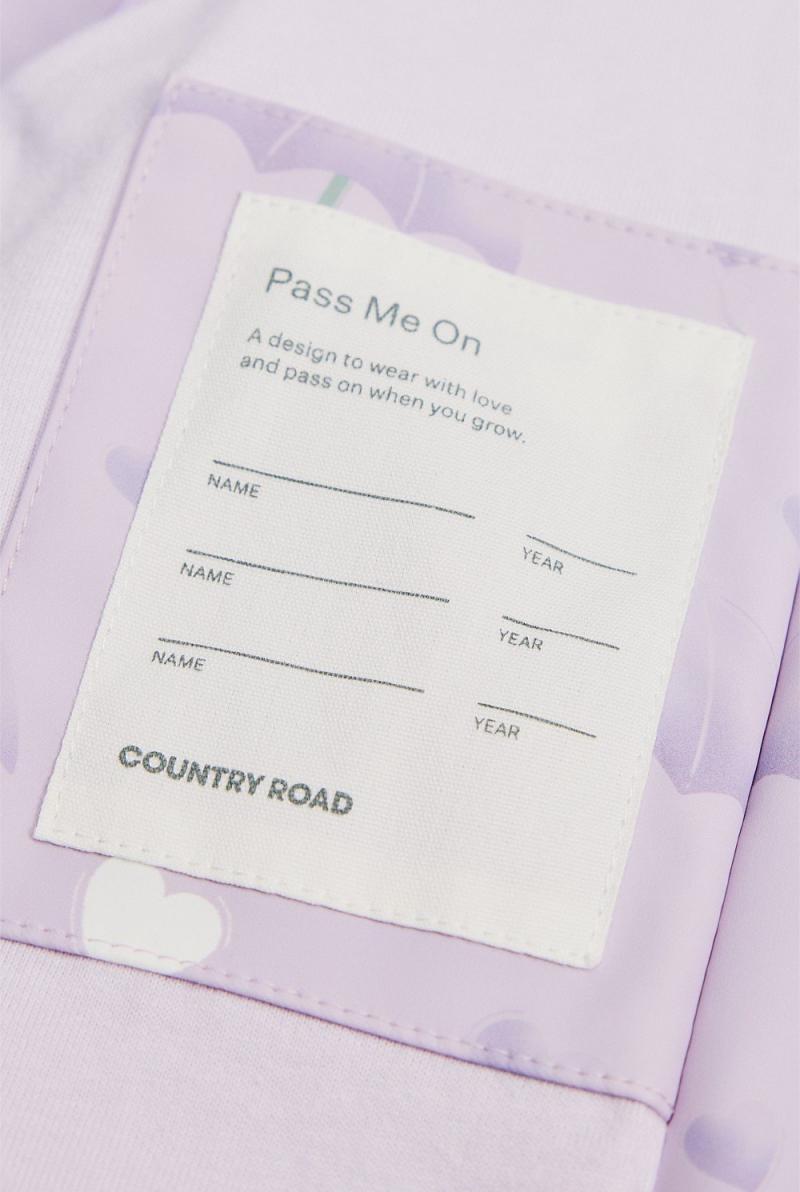 Pass Me On
A design to wear with love
and pass on when you grow.
NAME
YEAR
NAME
YEAR
NAME
YEAR
COUNTRY ROAD